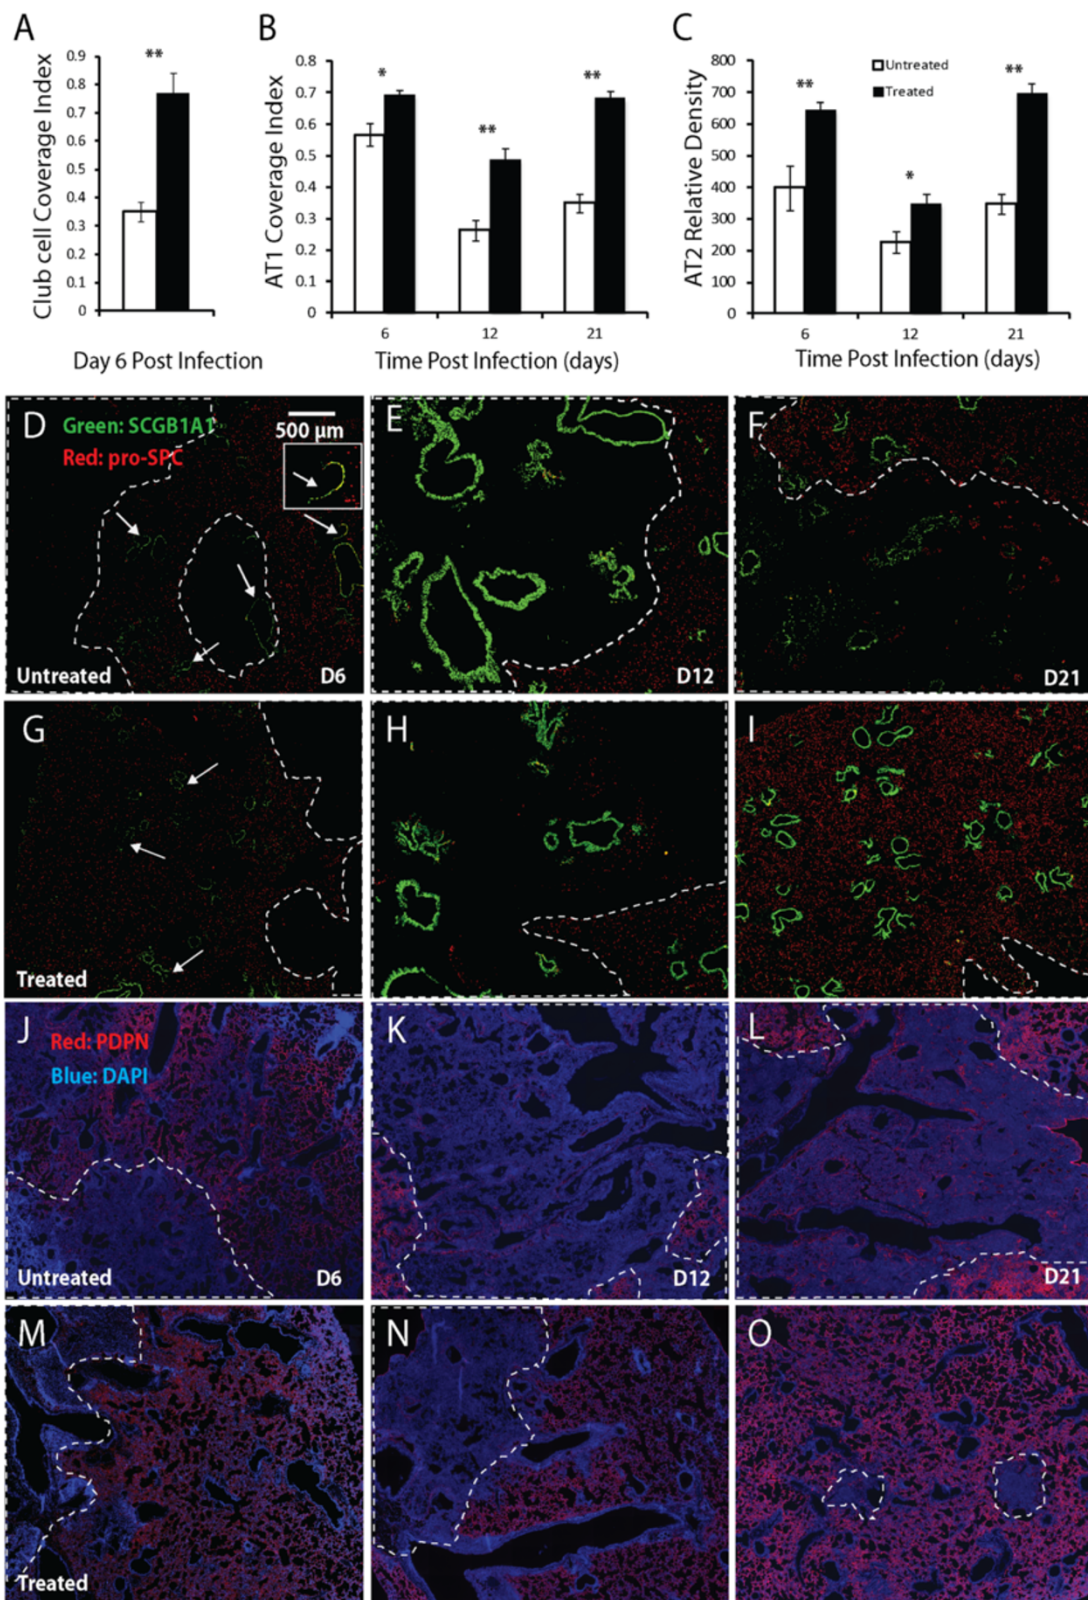 A
B
C
Club cell Coverage Index
0.9
0.8
0.7
0.6
0.5
0.4
0.3
0.2
0.1
0
**
Day 6 Post Infection
AT1 Coverage Index
0.8
0.7
0.6
0.5
0.4
0.3
0.2
0.1
0
*
**
**
6
12
21
Time Post Infection (days)
AT2 Relative Density
800
700
600
500
400
300
200
100
0
**
*
**
Untreated
Treated
6
12
21
Time Post Infection (days)
D
Green: SCGB1A1
Red: pro-SPC
500 µm
Untreated
D6
E
D12
F
D21
G
Treated
H
I
J
Red: PDPN
Blue: DAPI
Untreated
D6
K
D12
L
D21
M
Treated
N
O